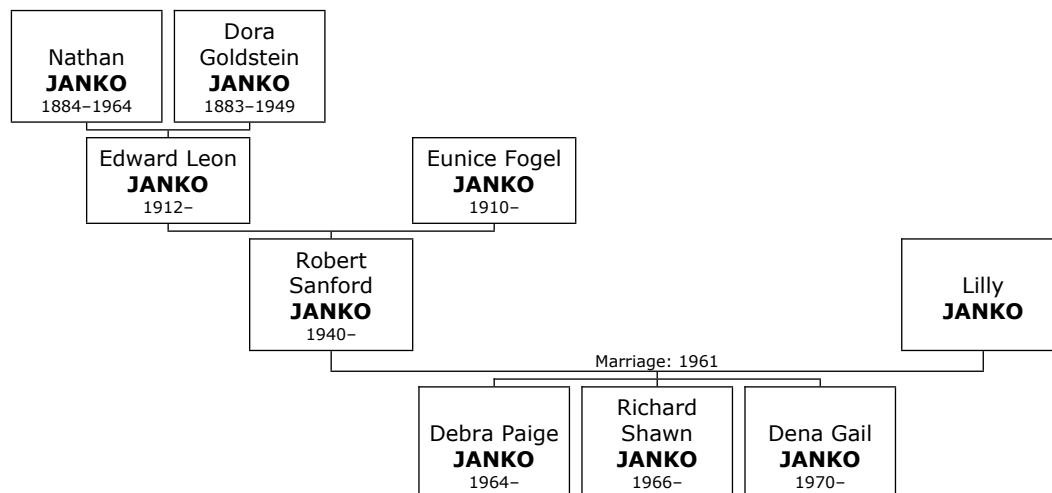 Nathan
JANKO
1884–1964
Dora
Goldstein
JANKO
1883–1949
Edward Leon
JANKO
1912–
Eunice Fogel
JANKO
1910–
Robert
Sanford
JANKO
1940–
Lilly
JANKO
Marriage: 1961
Debra Paige
JANKO
1964–
Richard
Shawn
JANKO
1966–
Dena Gail
JANKO
1970–